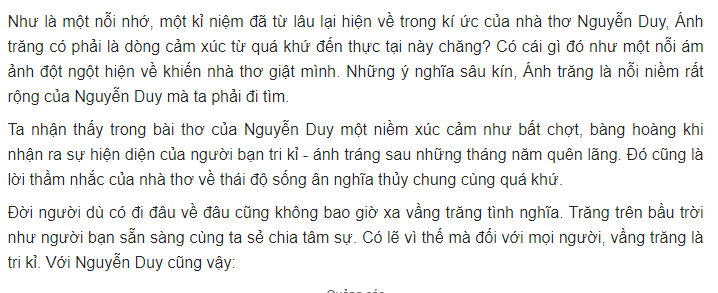 Như là một nỗi nhớ, một kỉ niệm đã từ lâu lại hiện về trong kí ức của nhà thơ Nguyễn Duy, Ánh
trăng có phải là dòng cảm xúc từ quá khứ đến thực tại này chăng? Có cái gì đó như một nỗi ám
ảnh đột ngột hiện về khiến nhà thơ giật mình. Những ý nghĩa sâu kín, Ánh trăng là nỗi niềm rất
rộng của Nguyễn Duy mà ta phải đi tìm.
Ta nhận thấy trong bài thơ của Nguyễn Duy một niềm xúc cảm như bất chợt, bàng hoàng khi
nhận ra sự hiện diện của người bạn tri kỉ - ánh tráng sau những tháng năm quên lãng. Đó cũng là
lời thầm nhắc của nhà thơ về thái độ sống ân nghĩa thủy chung cùng quá khứ.
Đời người dù có đi đâu về đâu cũng không bao giờ xa vầng trăng tình nghĩa. Trăng trên bầu trời
như người bạn sẵn sàng cùng ta sẻ chia tâm sự. Có lẽ vì thế mà đối với mọi người, vầng trăng là
tri kỉ. Với Nguyễn Duy cũng vậy: